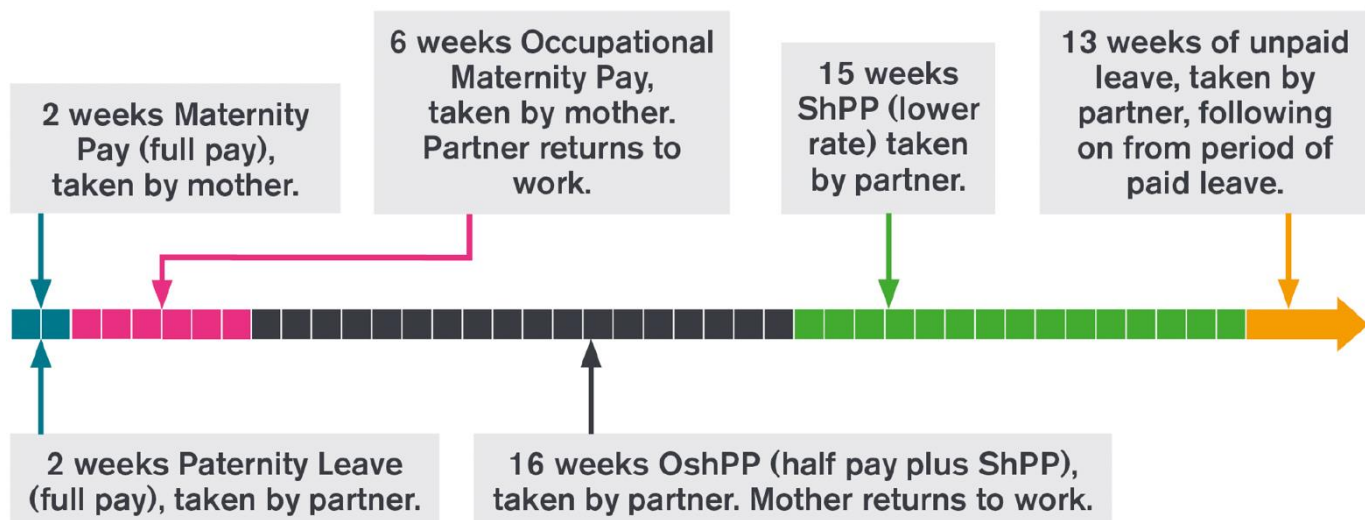 2 weeks Maternity
Pay (full pay),
taken by mother.
6 weeks Occupational
Maternity Pay,
taken by mother.
Partner returns to
work.
15 weeks
ShPP (lower
rate) taken
by partner.
13 weeks of unpaid
leave, taken by
partner, following
on from period of
paid leave.
2 weeks Paternity Leave
(full pay), taken by partner.
16 weeks OshPP (half pay plus ShPP),
taken by partner. Mother returns to work.